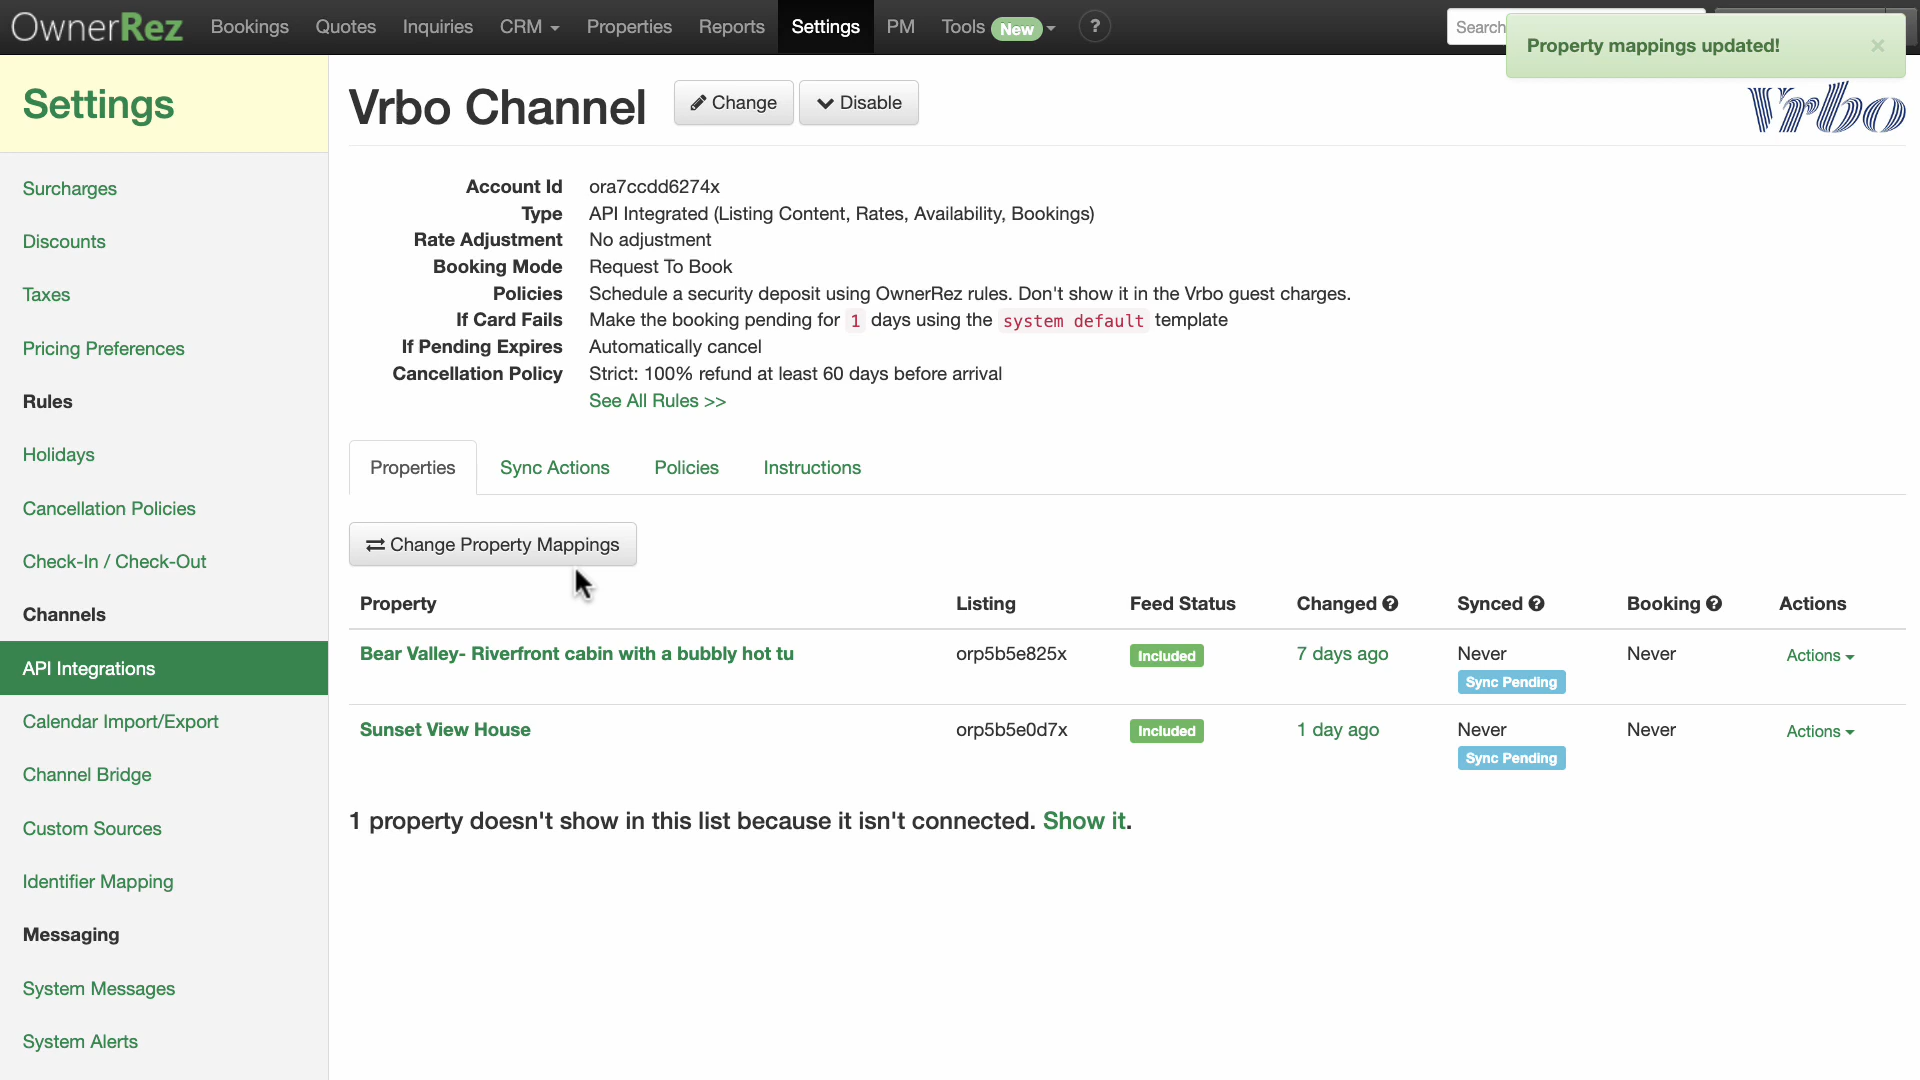 OwnerRez Bookings Quotes Inquiries CRM Properties Reports Settings PM Tools New ? Search
Property mappings updated! ×
Settings
Surcharges
Discounts
Taxes
Pricing Preferences
Rules
Holidays
Cancellation Policies
Check-In / Check-Out
Channels
API Integrations
Calendar Import/Export
Channel Bridge
Custom Sources
Identifier Mapping
Messaging
System Messages
System Alerts
Vrbo Channel Change Disable
Vrbo
Account Id ora7ccdd6274x
Type API Integrated (Listing Content, Rates, Availability, Bookings)
Rate Adjustment No adjustment
Booking Mode Request To Book
Policies Schedule a security deposit using OwnerRez rules. Don't show it in the Vrbo guest charges.
If Card Fails Make the booking pending for 1 days using the system default template
If Pending Expires Automatically cancel
Cancellation Policy Strict: 100% refund at least 60 days before arrival
See All Rules >>
Properties Sync Actions Policies Instructions
Change Property Mappings
Property Listing Feed Status Changed ? Synced ? Booking ? Actions
Bear Valley- Riverfront cabin with a bubbly hot tu orp5b5e825x Included 7 days ago Never Never Actions
Sync Pending
Sunset View House orp5b5e0d7x Included 1 day ago Never Never Actions
Sync Pending
1 property doesn't show in this list because it isn't connected. Show it.